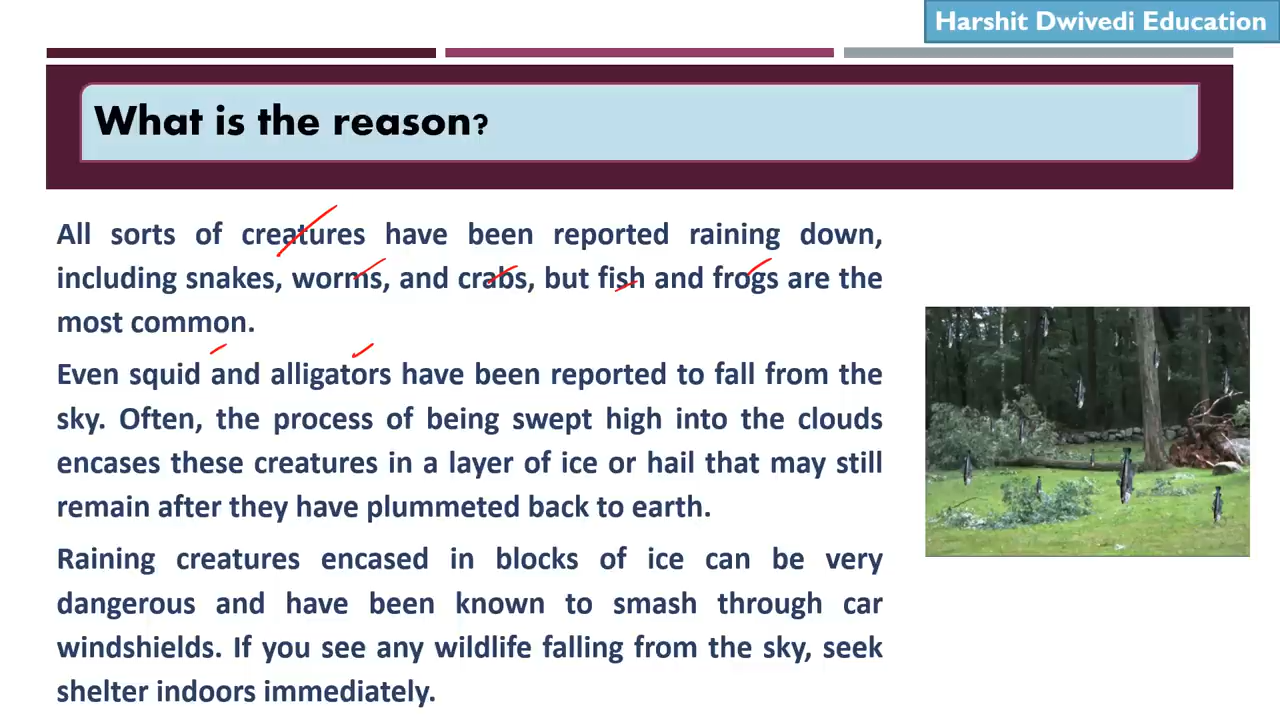 Harshit Dwivedi Education
What is the reason?
All sorts of creatures have been reported raining down,
including snakes, worms, and crabs, but fish and frogs are the
most common.
Even squid and alligators have been reported to fall from the
sky. Often, the process of being swept high into the clouds
encases these creatures in a layer of ice or hail that may still
remain after they have plummeted back to earth.
Raining creatures encased in blocks of ice can be very
dangerous and have been known to smash through car
windshields. If you see any wildlife falling from the sky, seek
shelter indoors immediately.